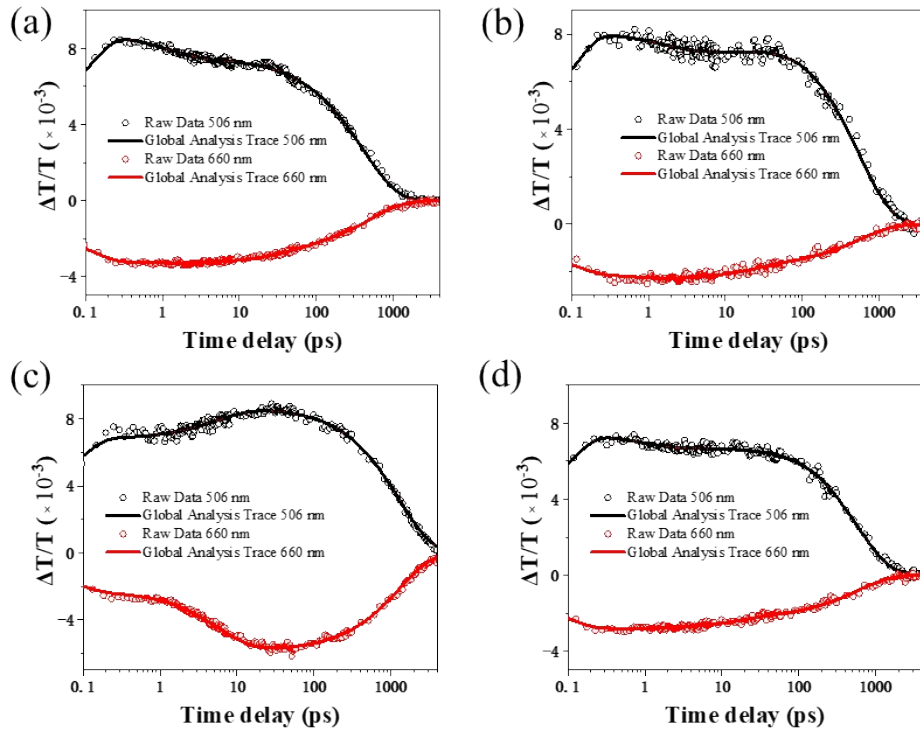 (a)
ΔT/T ( × 10⁻³)
8
4
0
−4
Raw Data 506 nm
Global Analysis Trace 506 nm
Raw Data 660 nm
Global Analysis Trace 660 nm
0. 1 1 10 100 1000
Time delay (ps)
(b)
ΔT/T ( × 10⁻³)
8
4
0
Raw Data 506 nm
Global Analysis Trace 506 nm
Raw Data 660 nm
Global Analysis Trace 660 nm
0. 1 1 10 100 1000
Time delay (ps)
(c)
ΔT/T ( × 10⁻³)
8
4
0
−4
Raw Data 506 nm
Global Analysis Trace 506 nm
Raw Data 660 nm
Global Analysis Trace 660 nm
0. 1 1 10 100 1000
Time delay (ps)
(d)
ΔT/T ( × 10⁻³)
8
4
0
−4
Raw Data 506 nm
Global Analysis Trace 506 nm
Raw Data 660 nm
Global Analysis Trace 660 nm
0. 1 1 10 100 1000
Time delay (ps)